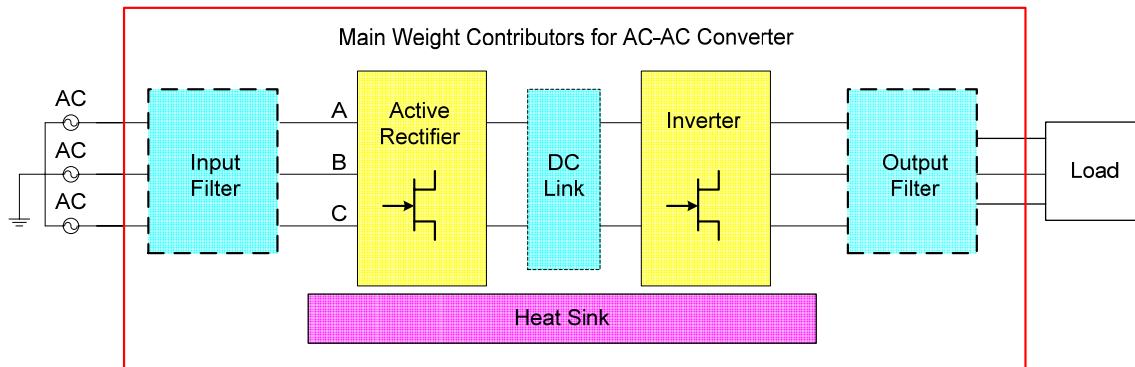 Main Weight Contributors for AC-AC Converter
AC
AC
AC
Input
Filter
A
B
C
Active
Rectifier
DC
Link
Inverter
Output
Filter
Load
Heat Sink